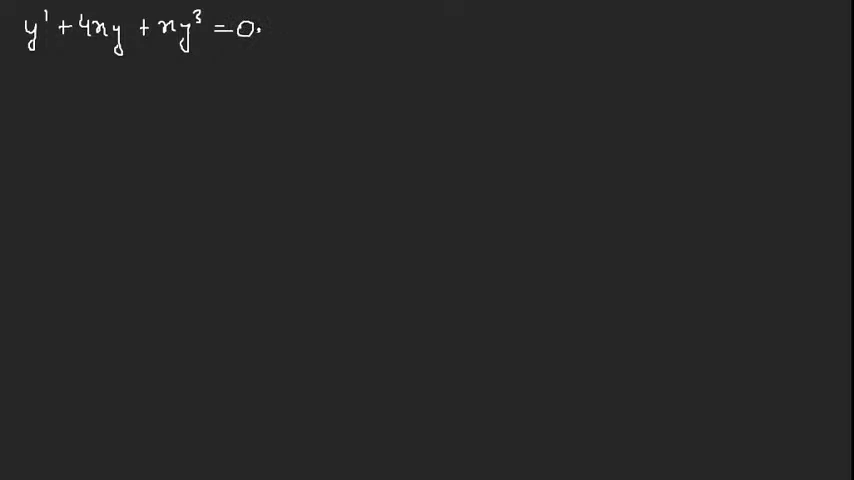 y' + 4xy + xy³ = 0.